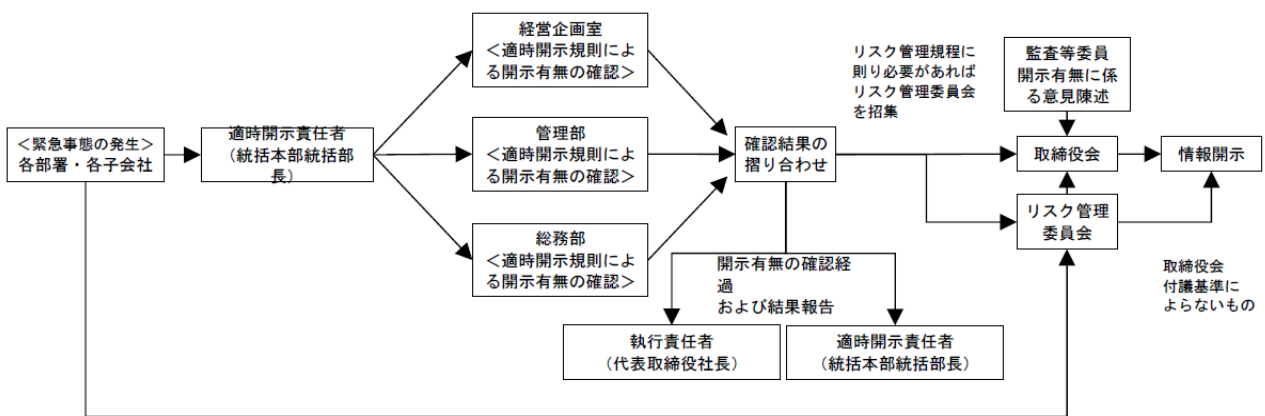 ＜緊急事態の発生＞
各部署・各子会社
適時開示責任者
（統括本部統括部
長）
経営企画室
＜適時開示規則によ
る開示有無の確認＞
管理部
＜適時開示規則によ
る開示有無の確認＞
総務部
＜適時開示規則によ
る開示有無の確認＞
確認結果の
摺り合わせ
開示有無の確認経
過
および結果報告
執行責任者
（代表取締役社長）
適時開示責任者
（統括本部統括部長）
リスク管理規程に
則り必要があれば
リスク管理委員会
を招集
監査等委員
開示有無に係
る意見陳述
取締役会
情報開示
リスク管理
委員会
取締役会
付議基準に
よらないもの